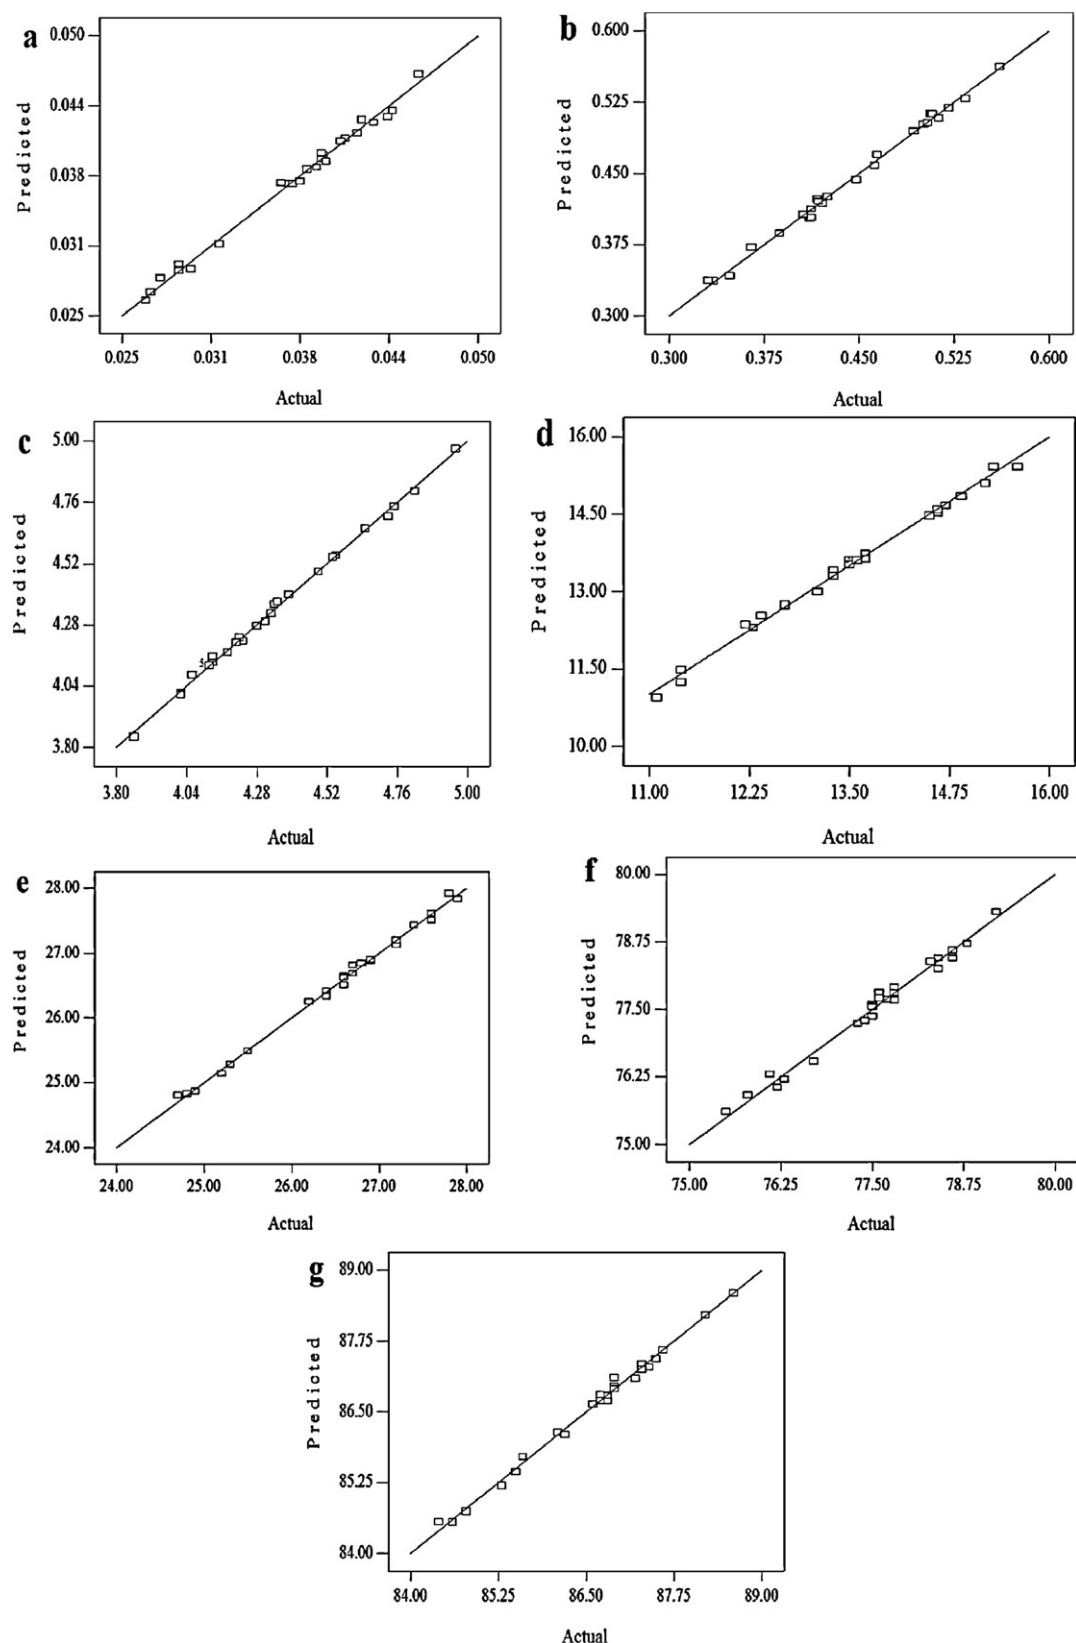 a
0.050
0.044
0.038
0.031
0.025
Predicted
0.025 0.031 0.038 0.044 0.050
Actual
b
0.600
0.525
0.450
0.375
0.300
Predicted
0.300 0.375 0.450 0.525 0.600
Actual
c
5.00
4.76
4.52
4.28
4.04
3.80
Predicted
3.80 4.04 4.28 4.52 4.76 5.00
Actual
d
16.00
14.50
13.00
11.50
10.00
Predicted
11.00 12.25 13.50 14.75 16.00
Actual
e
28.00
27.00
26.00
25.00
24.00
Predicted
24.00 25.00 26.00 27.00 28.00
Actual
f
80.00
78.75
77.50
76.25
75.00
Predicted
75.00 76.25 77.50 78.75 80.00
Actual
g
89.00
87.75
86.50
85.25
84.00
Predicted
84.00 85.25 86.50 87.75 89.00
Actual